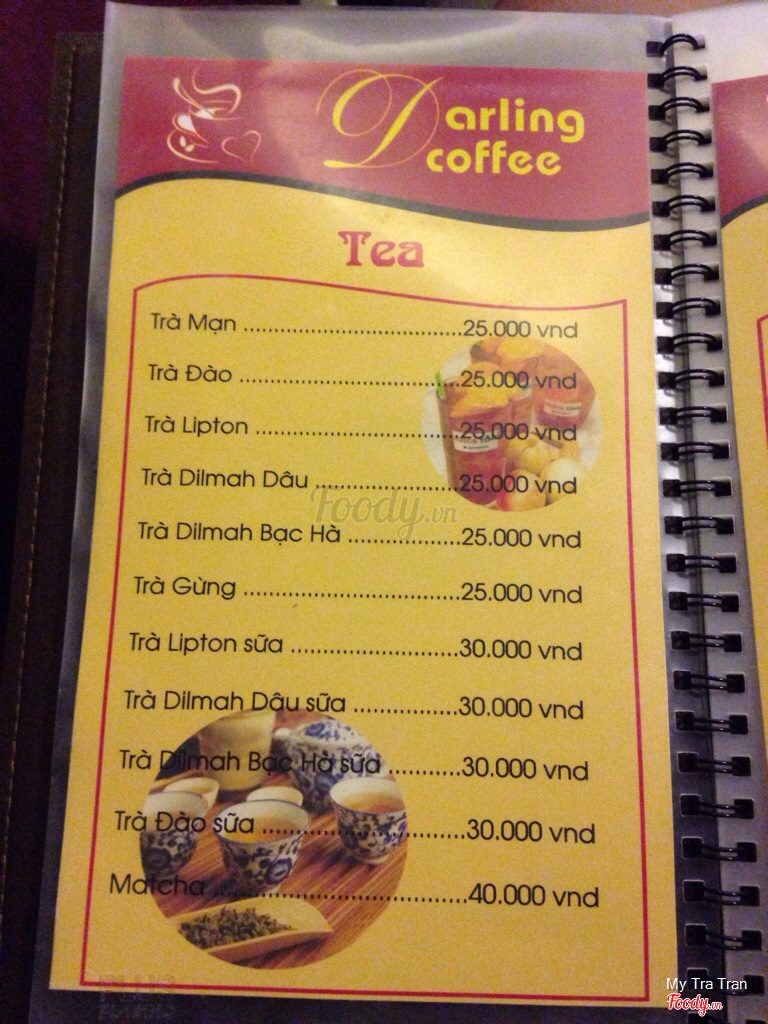 Darling
coffee
Tea
Trà Mạn ......................................25.000 vnd
Trà Đào ......................................25.000 vnd
Trà Lipton ...................................25.000 vnd
Trà Dilmah Dâu .........................25.000 vnd
Foody.vn
Trà Dilmah Bạc Hà ...................25.000 vnd
Trà Gừng .....................................25.000 vnd
Trà Lipton sữa .............................30.000 vnd
Trà Dilmah Dâu sữa ..................30.000 vnd
Trà Dilmah Bạc Hà sữa ............30.000 vnd
Trà Đào sữa ...................................30.000 vnd
Matcha ...........................................40.000 vnd
My Tra Tran
Foody.vn